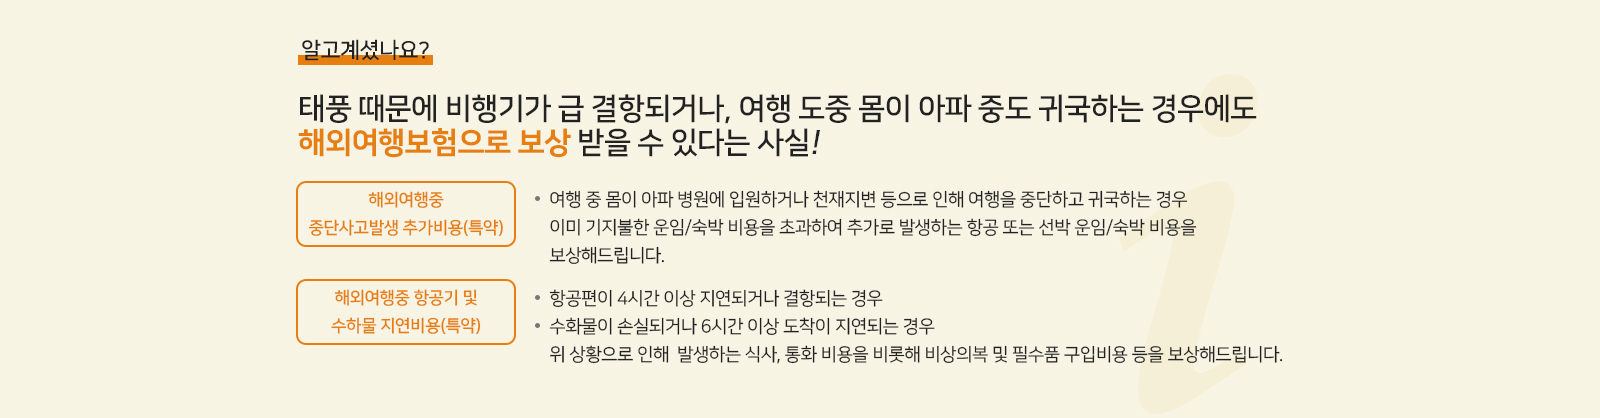 알고계셨나요?
태풍 때문에 비행기가 급 결항되거나, 여행 도중 몸이 아파 중도 귀국하는 경우에도
해외여행보험으로 보상 받을 수 있다는 사실!
해외여행중
중단사고발생 추가비용(특약)
• 여행 중 몸이 아파 병원에 입원하거나 천재지변 등으로 인해 여행을 중단하고 귀국하는 경우
이미 기지불한 운임/숙박 비용을 초과하여 추가로 발생하는 항공 또는 선박 운임/숙박 비용을
보상해드립니다.
해외여행중 항공기 및
수하물 지연비용(특약)
• 항공편이 4시간 이상 지연되거나 결항되는 경우
• 수화물이 손실되거나 6시간 이상 도착이 지연되는 경우
위 상황으로 인해 발생하는 식사, 통화 비용을 비롯해 비상의복 및 필수품 구입비용 등을 보상해드립니다.